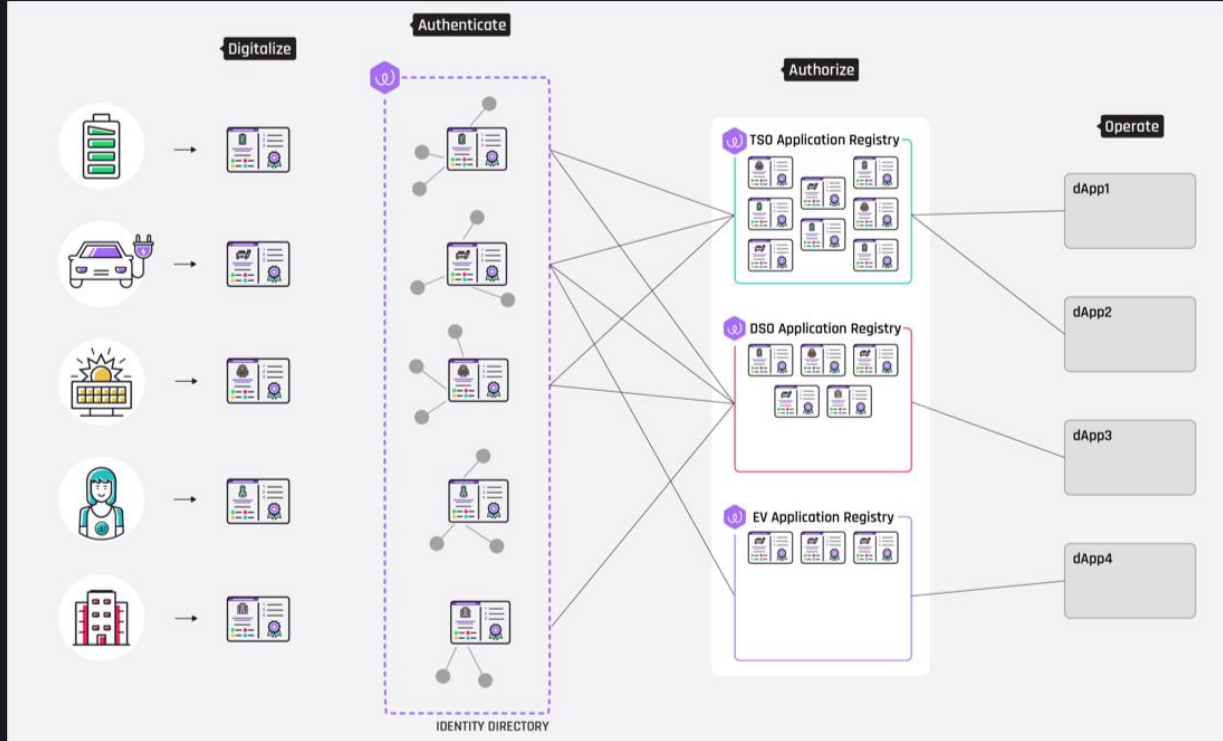 Authenticate
Digitalize
Authorize
Operate
TSO Application Registry
dApp1
dApp2
DSO Application Registry
dApp3
EV Application Registry
dApp4
IDENTITY DIRECTORY